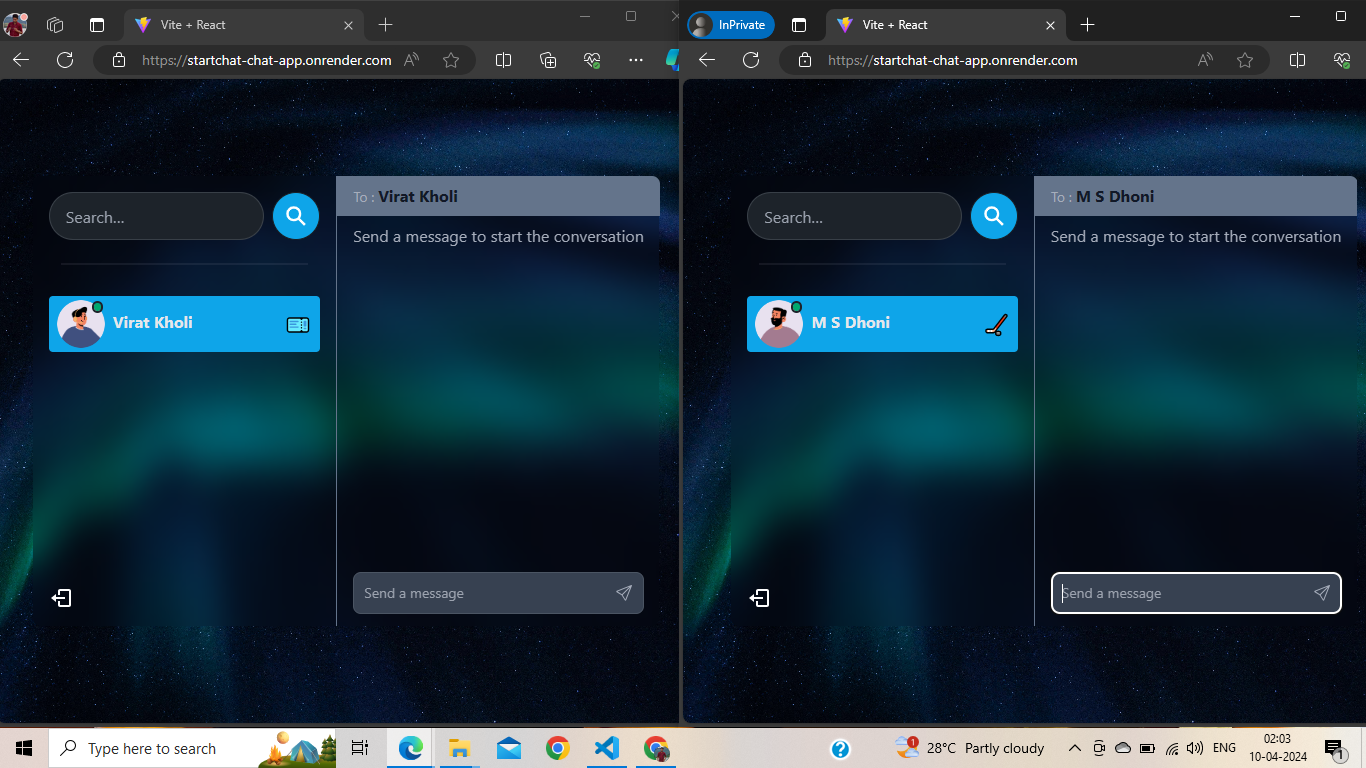 Vite + React
https://startchat-chat-app.onrender.com
Search...
Virat Kholi
To : Virat Kholi
Send a message to start the conversation
Send a message
InPrivate
Vite + React
https://startchat-chat-app.onrender.com
Search...
M S Dhoni
To : M S Dhoni
Send a message to start the conversation
Send a message
Type here to search
1
28°C Partly cloudy
ENG
02:03
10-04-2024
1